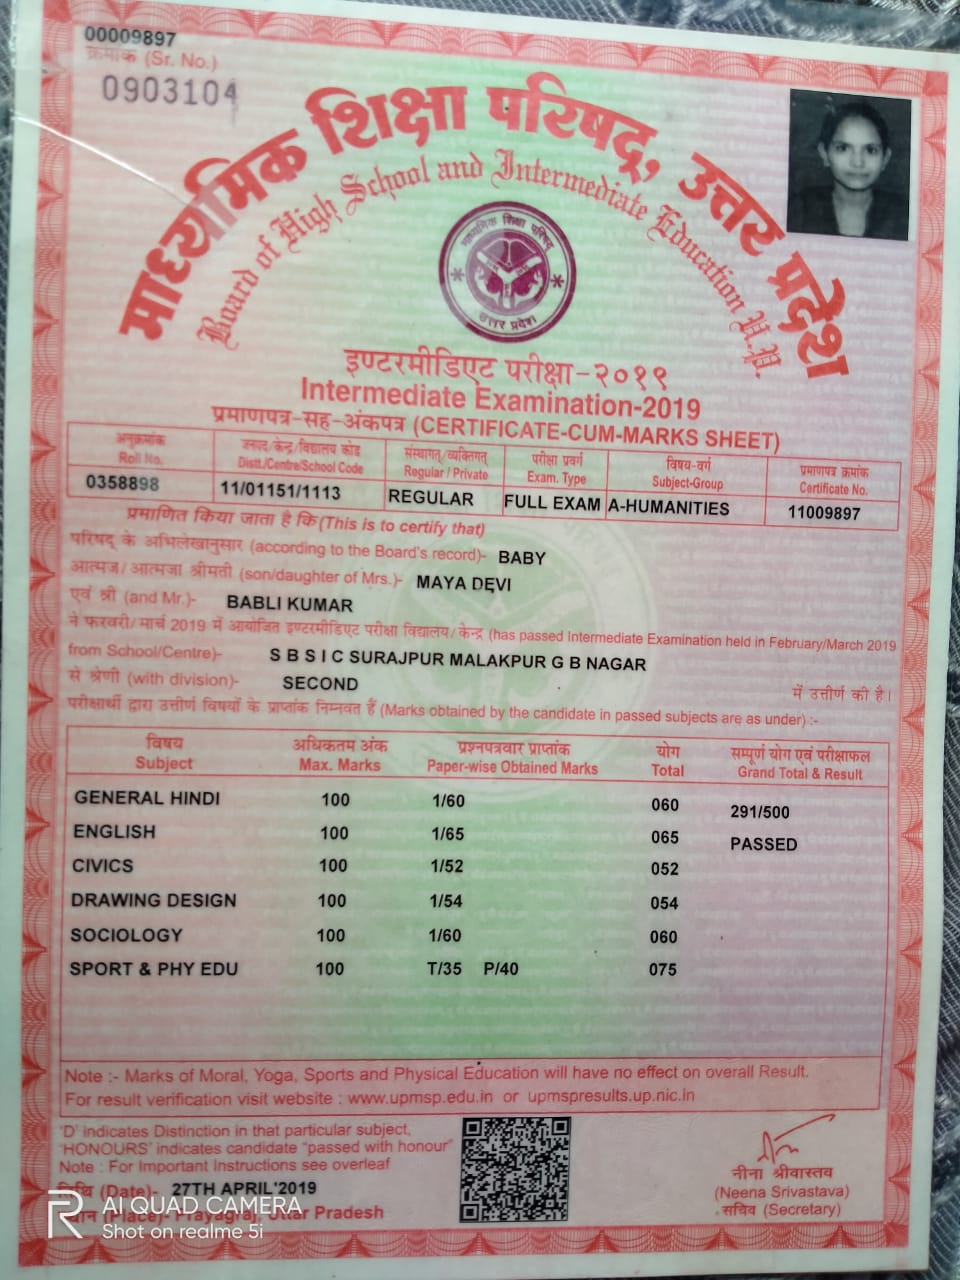 00009897
क्रमांक (Sr. No.)
0903104
माध्यमिक शिक्षा परिषद्, उत्तर प्रदेश
Board of High School and Intermediate Education U.P.
माध्यमिक शिक्षा परिषद्
उत्तर प्रदेश
इण्टरमीडिएट परीक्षा-२०१९
Intermediate Examination-2019
प्रमाणपत्र-सह-अंकपत्र (CERTIFICATE-CUM-MARKS SHEET)
अनुक्रमांक जनपद/केन्द्र/विद्यालय कोड संस्थागत/व्यक्तिगत परीक्षा प्रवर्ग विषय-वर्ग प्रमाणपत्र क्रमांक
Roll No. Distt./Centre/School Code Regular / Private Exam. Type Subject-Group Certificate No.
0358898 11/01151/1113 REGULAR FULL EXAM A-HUMANITIES 11009897
प्रमाणित किया जाता है कि(This is to certify that)
परिषद् के अभिलेखानुसार (according to the Board's record)- BABY
आत्मज/आत्मजा श्रीमती (son/daughter of Mrs.)- MAYA DEVI
एवं श्री (and Mr.)- BABLI KUMAR
ने फरवरी/मार्च 2019 में आयोजित इण्टरमीडिएट परीक्षा विद्यालय/केन्द्र (has passed Intermediate Examination held in February/March 2019
from School/Centre)- S B S I C SURAJPUR MALAKPUR G B NAGAR
से श्रेणी (with division)- SECOND में उत्तीर्ण की है।
परीक्षार्थी द्वारा उत्तीर्ण विषयों के प्राप्तांक निम्नवत हैं (Marks obtained by the candidate in passed subjects are as under) :-
विषय अधिकतम अंक प्रश्नपत्रवार प्राप्तांक योग सम्पूर्ण योग एवं परीक्षाफल
Subject Max. Marks Paper-wise Obtained Marks Total Grand Total & Result
GENERAL HINDI 100 1/60 060 291/500
ENGLISH 100 1/65 065 PASSED
CIVICS 100 1/52 052
DRAWING DESIGN 100 1/54 054
SOCIOLOGY 100 1/60 060
SPORT & PHY EDU 100 T/35 P/40 075
Note :- Marks of Moral, Yoga, Sports and Physical Education will have no effect on overall Result.
For result verification visit website : www.upmsp.edu.in or upmspresults.up.nic.in
'D' indicates Distinction in that particular subject,
'HONOURS' indicates candidate "passed with honour"
Note : For Important Instructions see overleaf
(Date)- 27TH APRIL'2019
(Place)- Prayagraj, Uttar Pradesh
नीना श्रीवास्तव
(Neena Srivastava)
सचिव (Secretary)
R
AI QUAD CAMERA
Shot on realme 5i